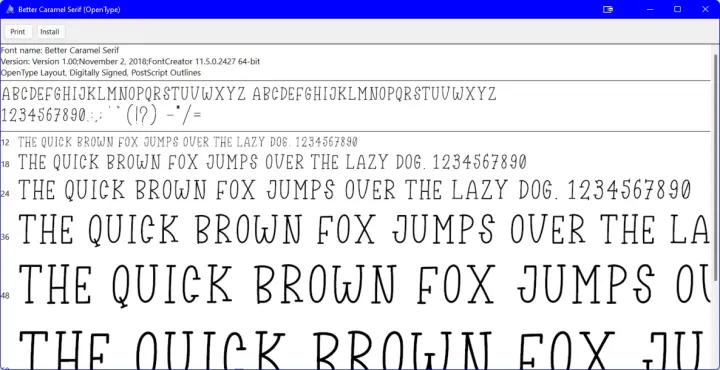 Better Caramel Serif (OpenType)
Print Install
Font name: Better Caramel Serif
Version: Version 1.00;November 2, 2018;FontCreator 11.5.0.2427 64-bit
OpenType Layout, Digitally Signed, PostScript Outlines
ABCDEFGHIJKLMNOPQRSTUVWXYZ ABCDEFGHIJKLMNOPQRSTUVWXYZ
1234567890.:,; ' " (!?) -*/=
12 THE QUICK BROWN FOX JUMPS OVER THE LAZY DOG. 1234567890
18 THE QUICK BROWN FOX JUMPS OVER THE LAZY DOG. 1234567890
24 THE QUICK BROWN FOX JUMPS OVER THE LAZY DOG. 1234567890
36 THE QUICK BROWN FOX JUMPS OVER THE LA
48 THE QUICK BROWN FOX JUMPS OV
THE QUICK BROWN FOX JU